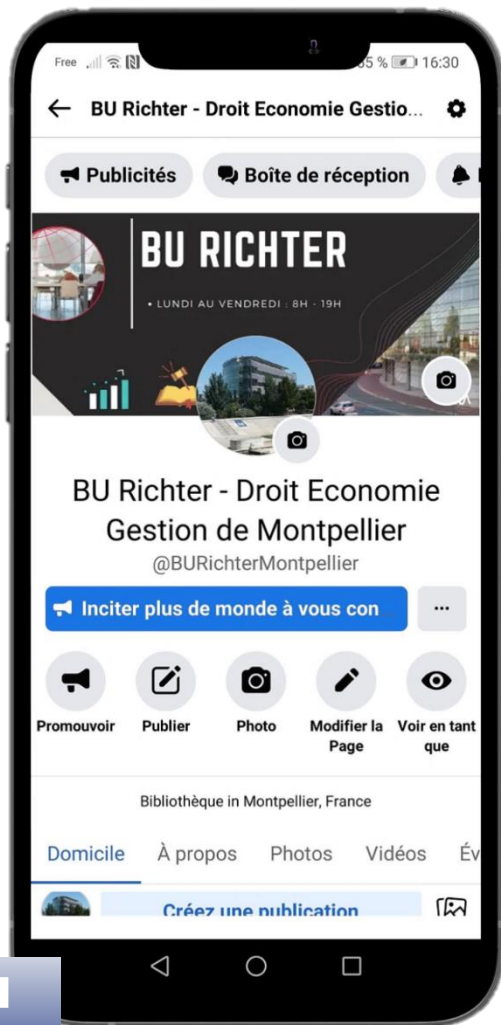 Free 16:30
BU Richter - Droit Economie Gestio...
Publicités Boîte de réception
BU RICHTER
• LUNDI AU VENDREDI : 8H - 19H
BU Richter - Droit Economie
Gestion de Montpellier
@BURichterMontpellier
Inciter plus de monde à vous con
...
Promouvoir Publier Photo Modifier la Voir en tant
Page que
Bibliothèque in Montpellier, France
Domicile À propos Photos Vidéos Év
Créez une publication